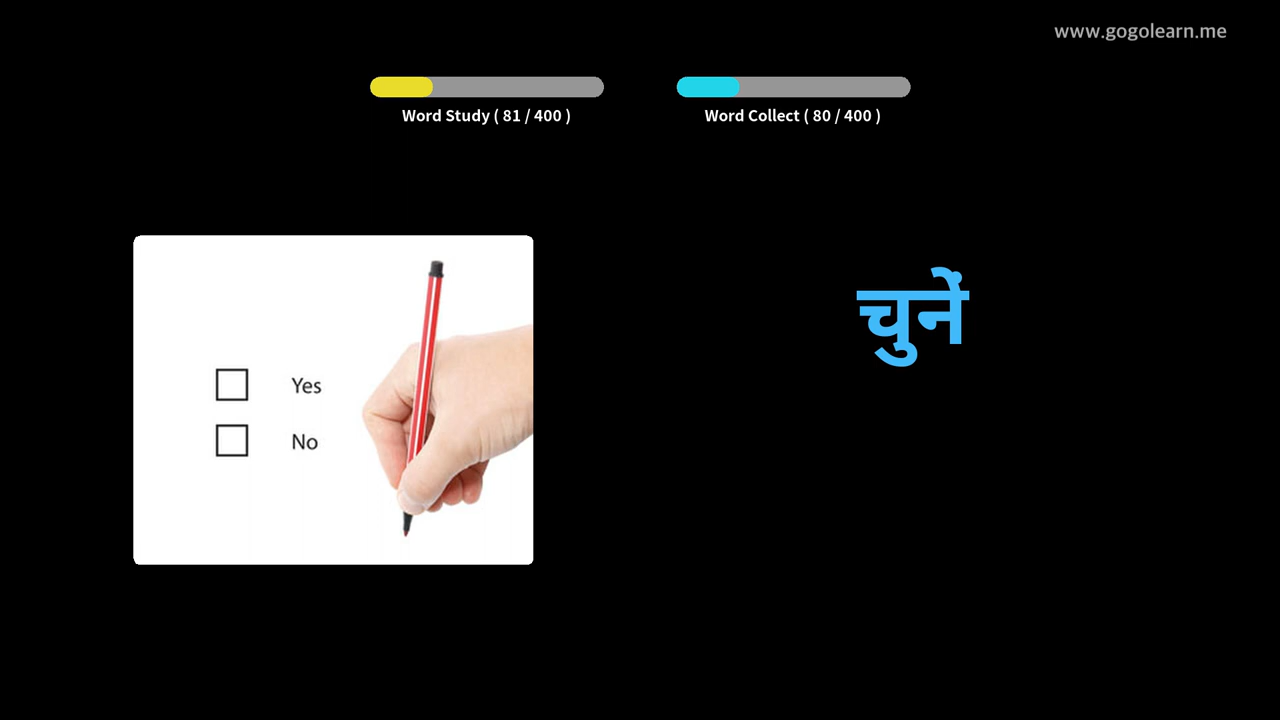 www.gogolearn.me
Word Study ( 81 / 400 )
Word Collect ( 80 / 400 )
चुनें
Yes
No